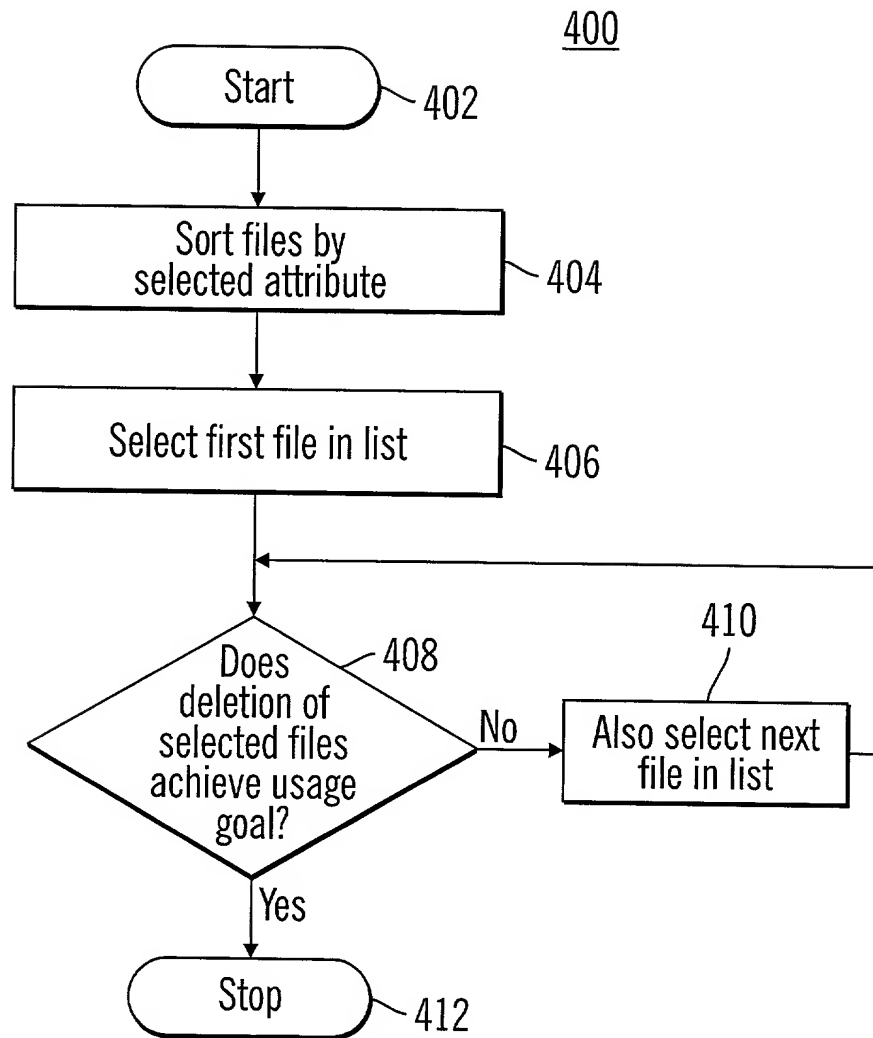 400
Start
402
Sort files by
selected attribute
404
Select first file in list
406
Does
deletion of
selected files
achieve usage
goal?
408
No
410
Also select next
file in list
Yes
Stop
412